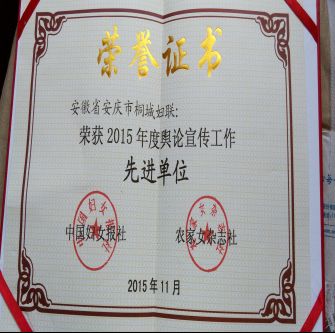 荣誉证书
安徽省安庆市桐城妇联:
荣获2015年度舆论宣传工作
先进单位
中国妇女报社 农家女杂志社
2015年11月